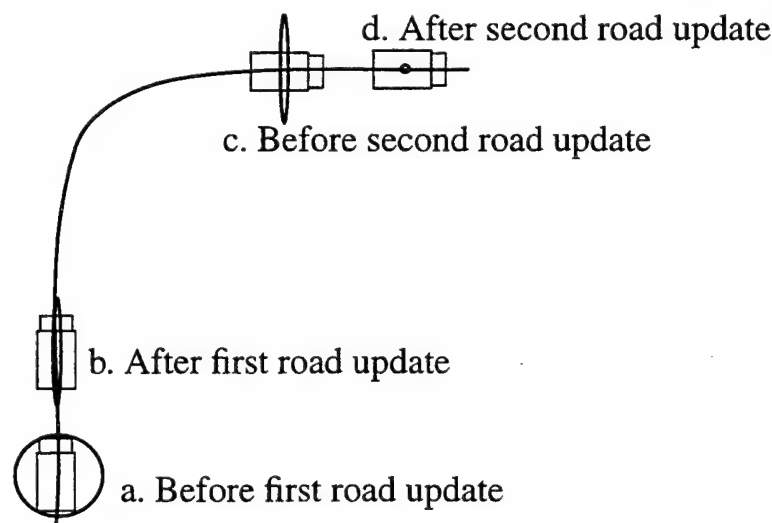 d. After second road update
c. Before second road update
b. After first road update
a. Before first road update